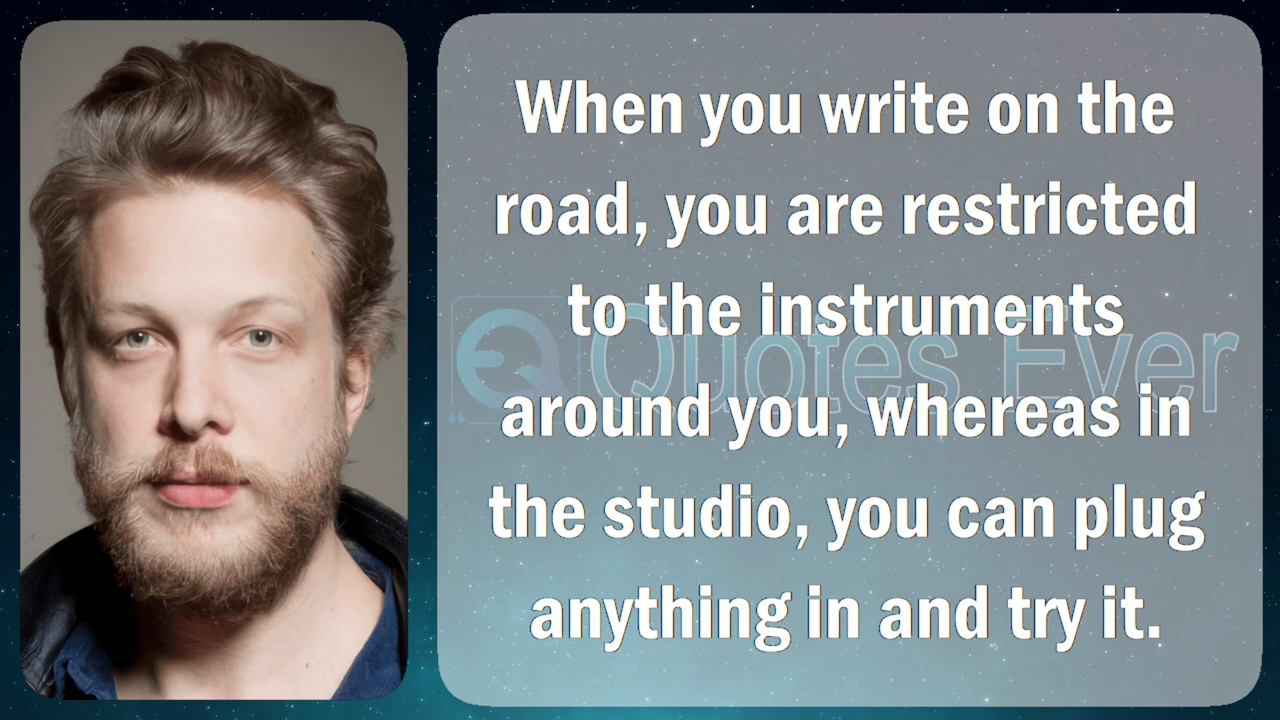 When you write on the
road, you are restricted
to the instruments
Quotes Ever
around you, whereas in
the studio, you can plug
anything in and try it.